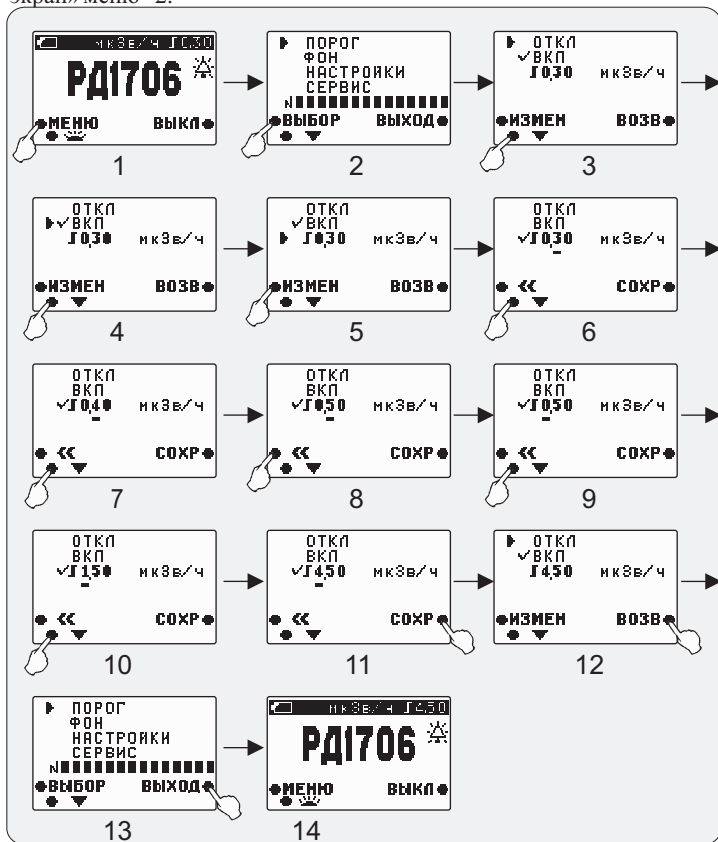 экран/меню 2.
мкЗв/ч 0,30
РД1706
МЕНЮ ВЫКЛ
1
ПОРОГ
ФОН
НАСТРОЙКИ
СЕРВИС
N
ВЫБОР ВЫХОД
2
ОТКЛ
ВКЛ
0,30 мкЗв/ч
ИЗМЕН ВОЗВ
3
ОТКЛ
ВКЛ
0,30 мкЗв/ч
ИЗМЕН ВОЗВ
4
ОТКЛ
ВКЛ
0,30 мкЗв/ч
ИЗМЕН ВОЗВ
5
ОТКЛ
ВКЛ
0,30 мкЗв/ч
<< СОХР
6
ОТКЛ
ВКЛ
0,40 мкЗв/ч
<< СОХР
7
ОТКЛ
ВКЛ
0,50 мкЗв/ч
<< СОХР
8
ОТКЛ
ВКЛ
0,50 мкЗв/ч
<< СОХР
9
ОТКЛ
ВКЛ
1,50 мкЗв/ч
<< СОХР
10
ОТКЛ
ВКЛ
4,50 мкЗв/ч
<< СОХР
11
ОТКЛ
ВКЛ
4,50 мкЗв/ч
ИЗМЕН ВОЗВ
12
ПОРОГ
ФОН
НАСТРОЙКИ
СЕРВИС
N
ВЫБОР ВЫХОД
13
мкЗв/ч 4,50
РД1706
МЕНЮ ВЫКЛ
14